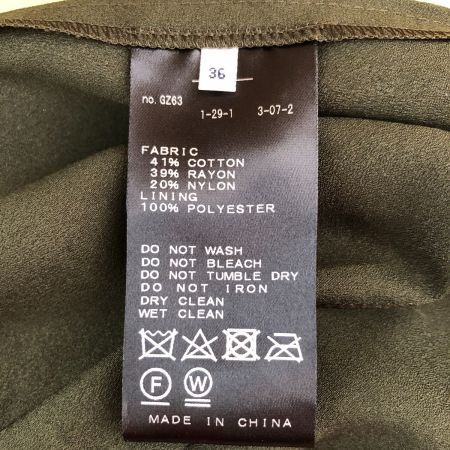 36
no. GZ63
1-29-1 3-07-2
FABRIC
41% COTTON
39% RAYON
20% NYLON
LINING
100% POLYESTER
DO NOT WASH
DO NOT BLEACH
DO NOT TUMBLE DRY
DO NOT IRON
DRY CLEAN
WET CLEAN
F W
MADE IN CHINA